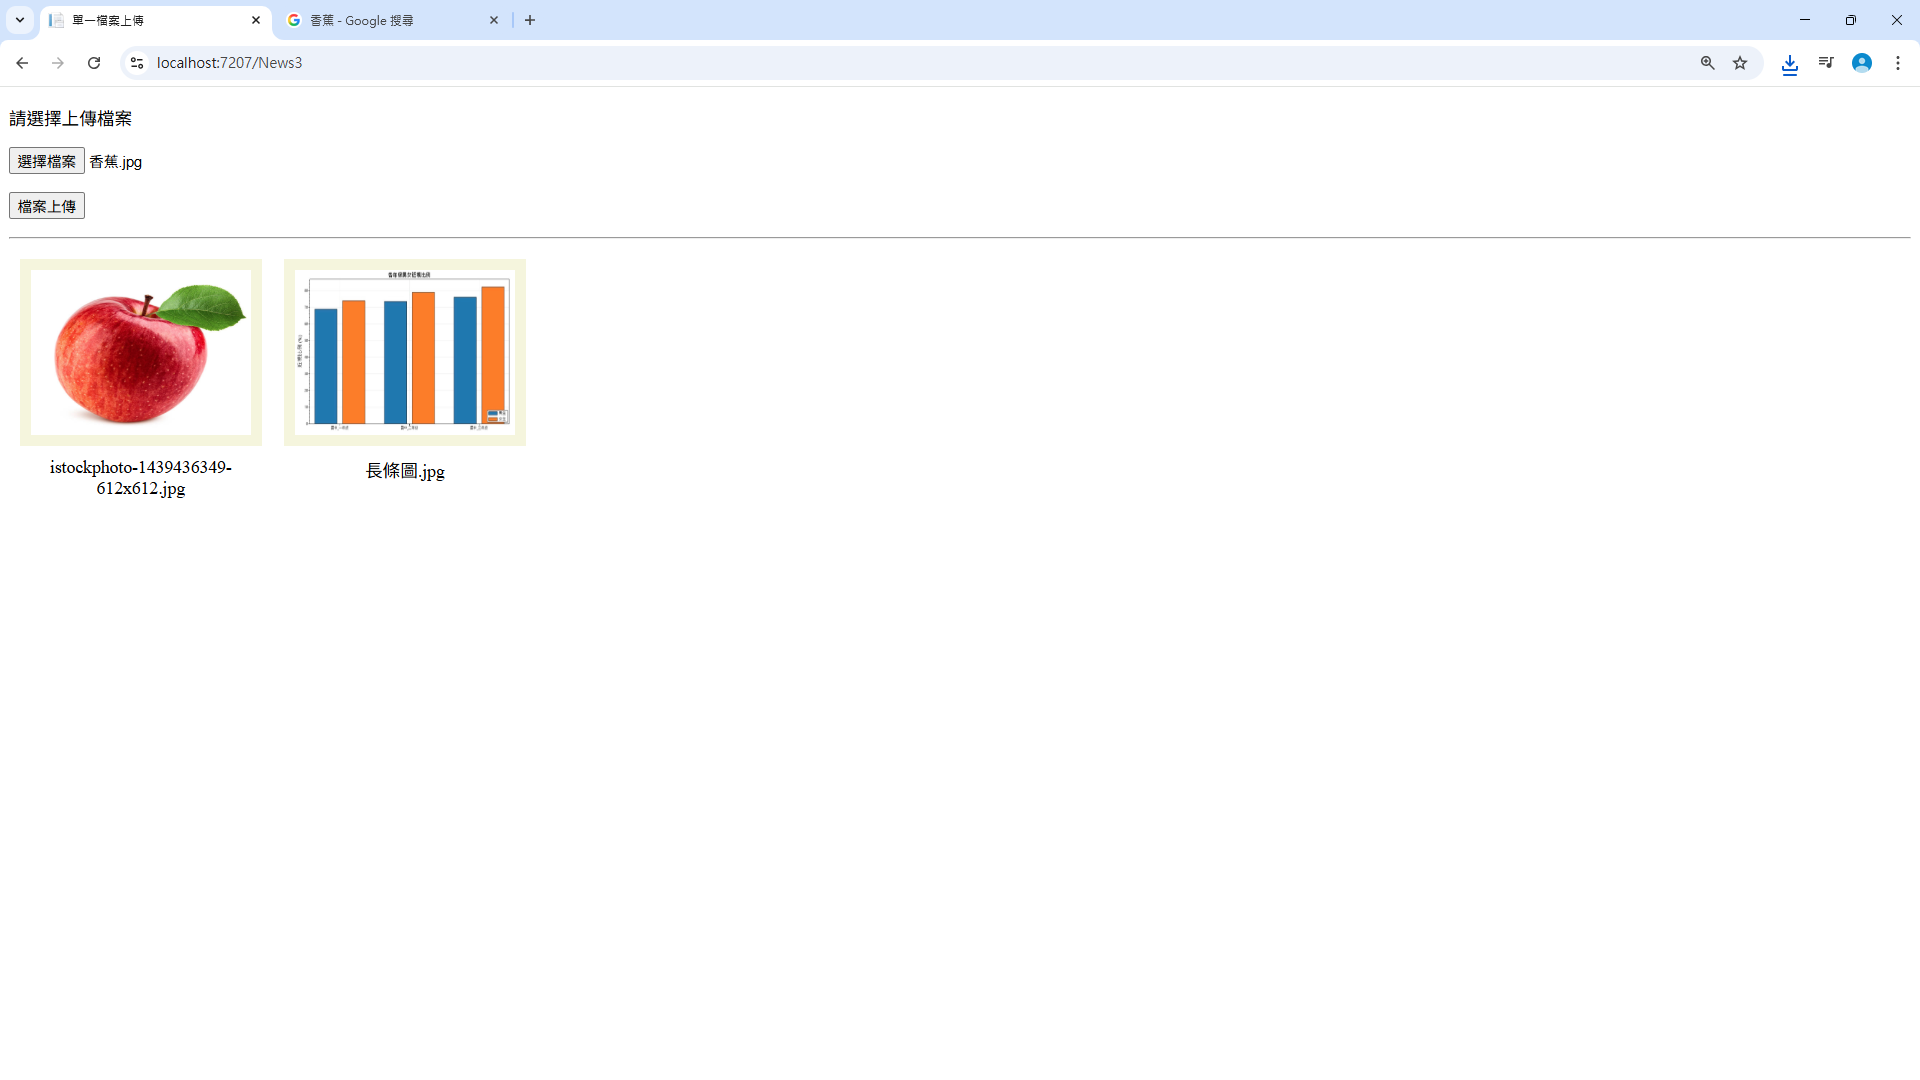 單一檔案上傳
香蕉 - Google 搜尋
localhost:7207/News3
請選擇上傳檔案
選擇檔案 香蕉.jpg
檔案上傳
istockphoto-1439436349-
612x612.jpg
長條圖.jpg